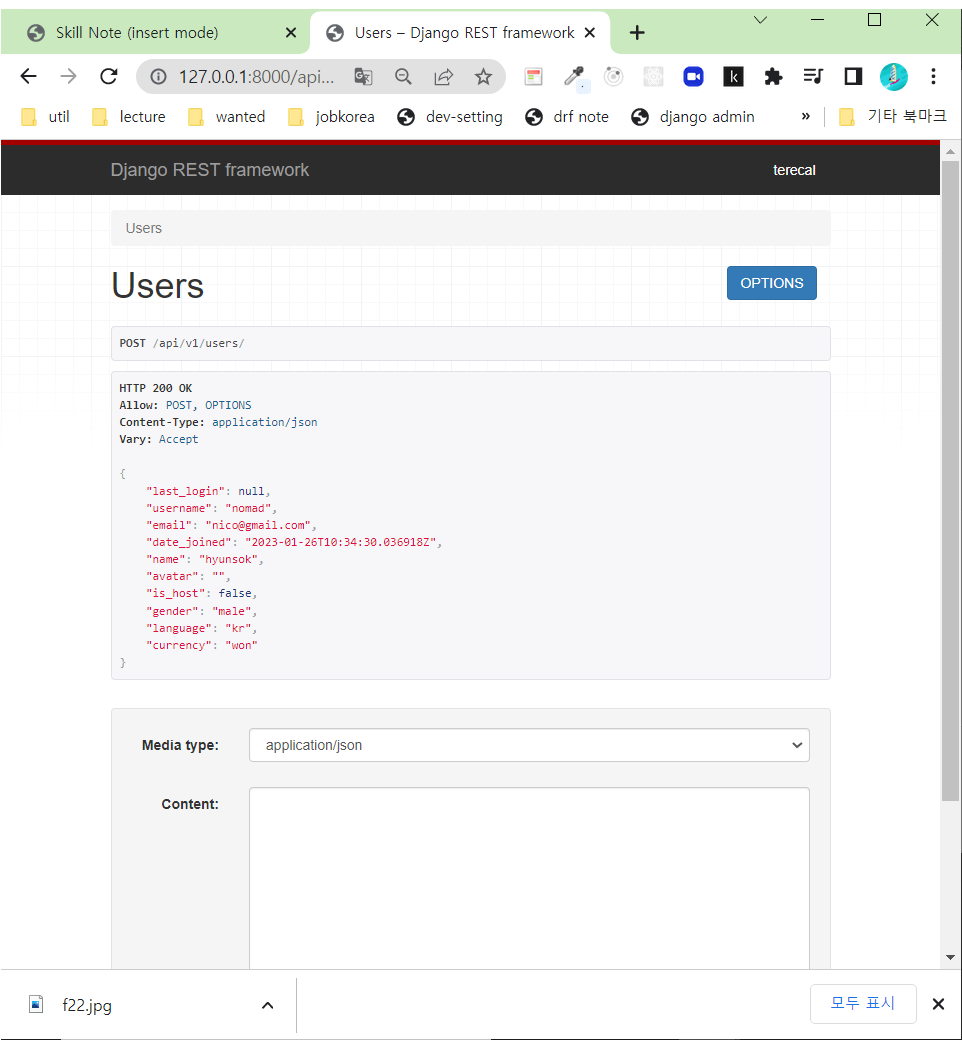 Skill Note (insert mode)
Users – Django REST framework
127.0.0.1:8000/api...
util
lecture
wanted
jobkorea
dev-setting
drf note
django admin
»
기타 북마크
Django REST framework
terecal
Users
Users
OPTIONS
POST /api/v1/users/
HTTP 200 OK
Allow: POST, OPTIONS
Content-Type: application/json
Vary: Accept
{
    "last_login": null,
    "username": "nomad",
    "email": "nico@gmail.com",
    "date_joined": "2023-01-26T10:34:30.036918Z",
    "name": "hyunsok",
    "avatar": "",
    "is_host": false,
    "gender": "male",
    "language": "kr",
    "currency": "won"
}
Media type:
application/json
Content:
f22.jpg
모두 표시